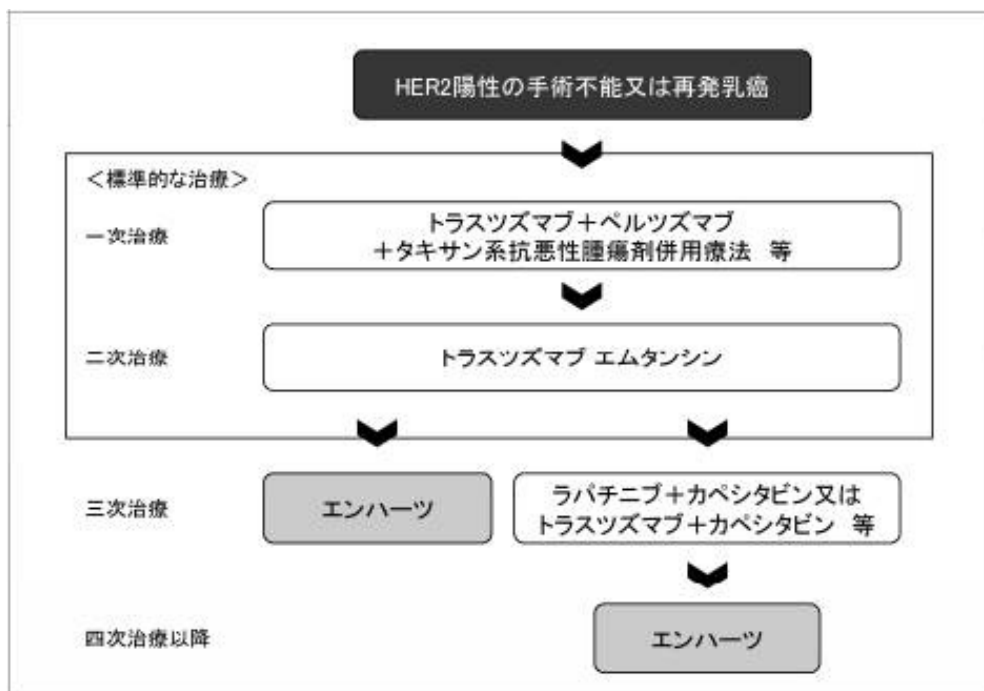 HER2陽性の手術不能又は再発乳癌
＜標準的な治療＞
一次治療
トラスツズマブ＋ペルツズマブ
＋タキサン系抗悪性腫瘍剤併用療法 等
二次治療
トラスツズマブ エムタンシン
三次治療
エンハーツ
ラパチニブ＋カペシタビン又は
トラスツズマブ＋カペシタビン 等
四次治療以降
エンハーツ